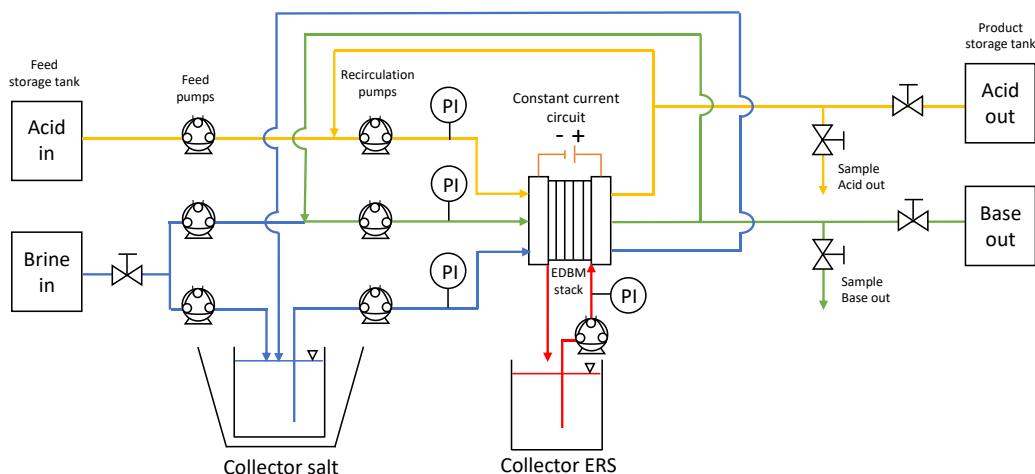 Feed
storage tank
Acid
in
Brine
in
Feed
pumps
Recirculation
pumps
PI
PI
PI
Constant current
circuit
- +
EDBM
stack
PI
Product
storage tank
Acid
out
Sample
Acid out
Base
out
Sample
Base out
Collector salt
Collector ERS